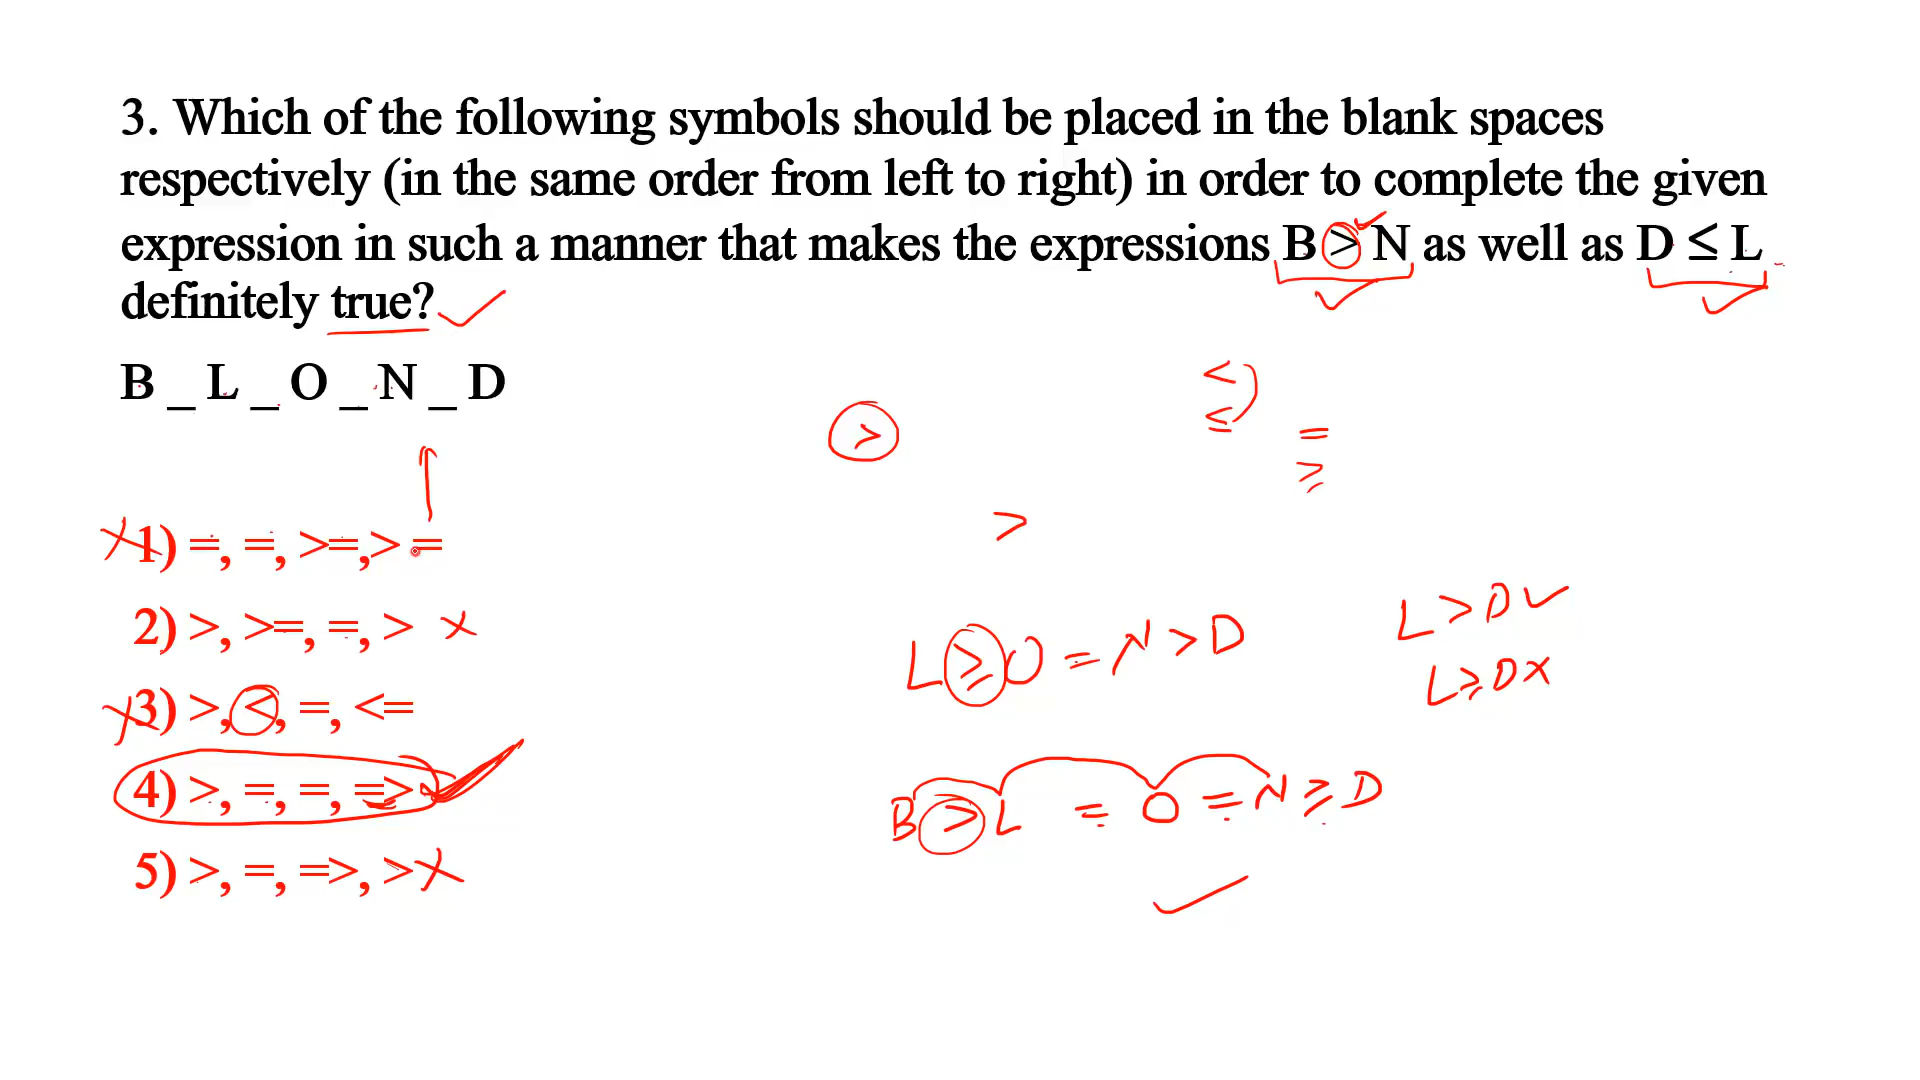 3. Which of the following symbols should be placed in the blank spaces
respectively (in the same order from left to right) in order to complete the given
expression in such a manner that makes the expressions B > N as well as D ≤ L
definitely true?
B _ L _ O _ N _ D
<
≤
>
=
≥
>
1) =, =, >=,> =
2) >, >=, =, >
3) >, <, =, <=
4) >, =, =, =>
5) >, =, =>, >
L ≥ O = N > D
L > D
L ≥ D
B > L = O = N ≥ D